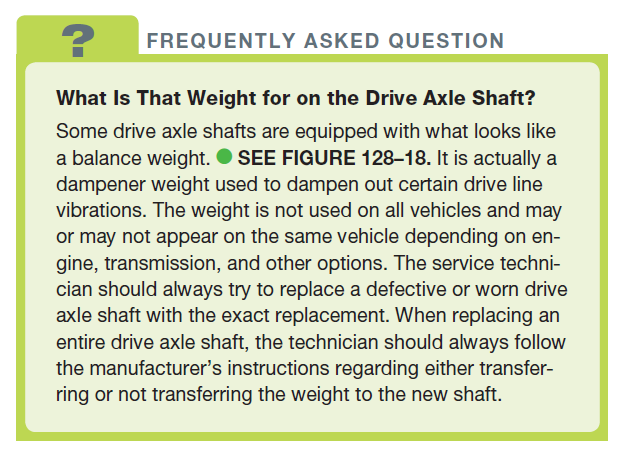 ?
FREQUENTLY ASKED QUESTION
What Is That Weight for on the Drive Axle Shaft?
Some drive axle shafts are equipped with what looks like
a balance weight. ● SEE FIGURE 128–18. It is actually a
dampener weight used to dampen out certain drive line
vibrations. The weight is not used on all vehicles and may
or may not appear on the same vehicle depending on en-
gine, transmission, and other options. The service techni-
cian should always try to replace a defective or worn drive
axle shaft with the exact replacement. When replacing an
entire drive axle shaft, the technician should always follow
the manufacturer’s instructions regarding either transfer-
ring or not transferring the weight to the new shaft.